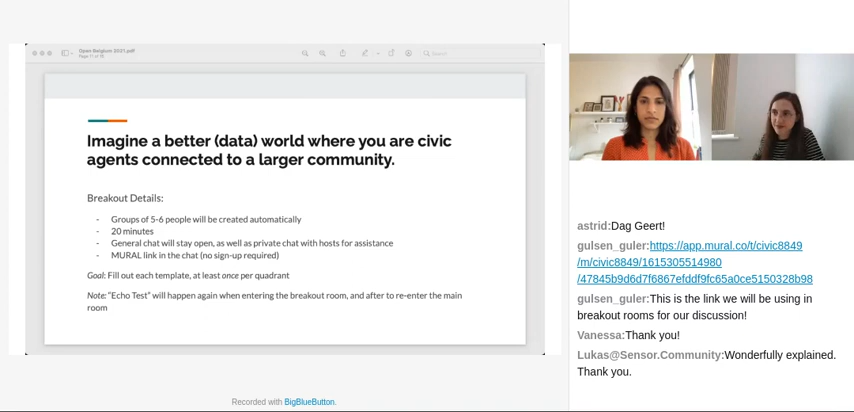 Open Belgium 2021.pdf
Search
Imagine a better (data) world where you are civic
agents connected to a larger community.
Breakout Details:
- Groups of 5-6 people will be created automatically
- 20 minutes
- General chat will stay open, as well as private chat with hosts for assistance
- MURAL link in the chat (no sign-up required)
Goal: Fill out each template, at least once per quadrant
Note: “Echo Test” will happen again when entering the breakout room, and after to re-enter the main
room
Recorded with BigBlueButton.
astrid:Dag Geert!
gulsen_guler:https://app.mural.co/t/civic8849
/m/civic8849/1615305514980
/47845b9d6d7f6867efddf9fc65a0ce5150328b98
gulsen_guler:This is the link we will be using in
breakout rooms for our discussion!
Vanessa:Thank you!
Lukas@Sensor.Community:Wonderfully explained.
Thank you.